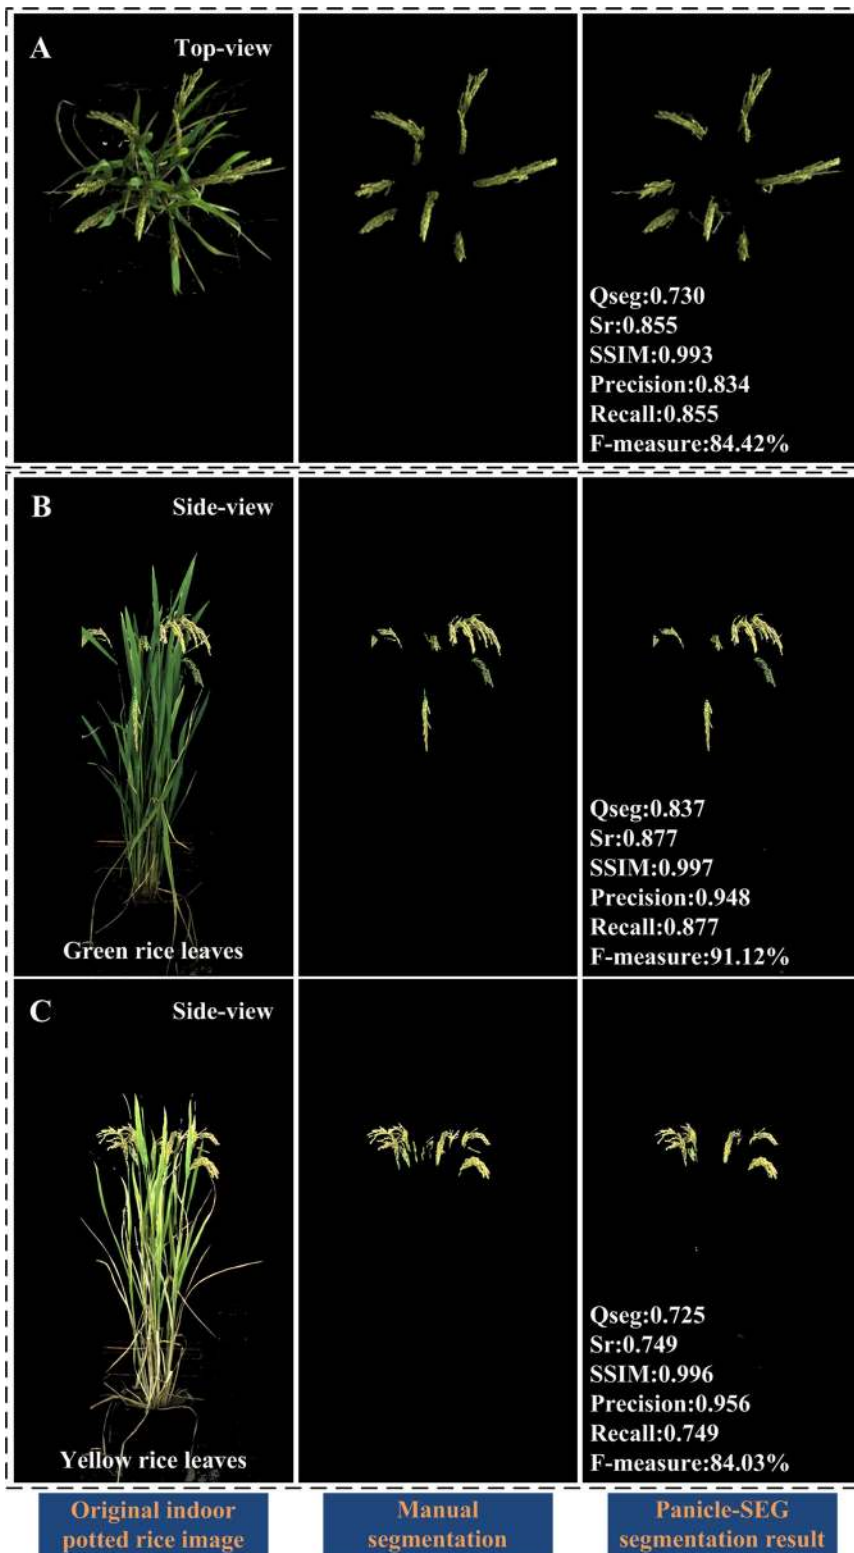 A
Top-view
Qseg:0.730
Sr:0.855
SSIM:0.993
Precision:0.834
Recall:0.855
F-measure:84.42%
B
Side-view
Green rice leaves
Qseg:0.837
Sr:0.877
SSIM:0.997
Precision:0.948
Recall:0.877
F-measure:91.12%
C
Side-view
Yellow rice leaves
Qseg:0.725
Sr:0.749
SSIM:0.996
Precision:0.956
Recall:0.749
F-measure:84.03%
Original indoor
potted rice image
Manual
segmentation
Panicle-SEG
segmentation result